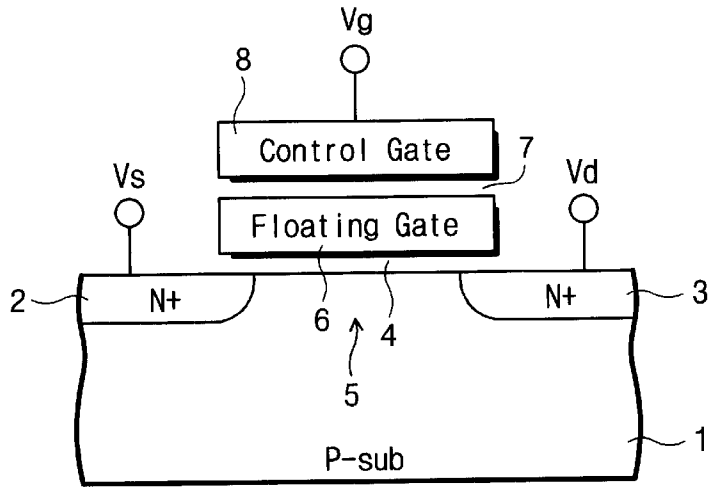 Vg
8
Control Gate
7
Vs
Vd
Floating Gate
2
N+
6
4
N+
3
5
1
P-sub